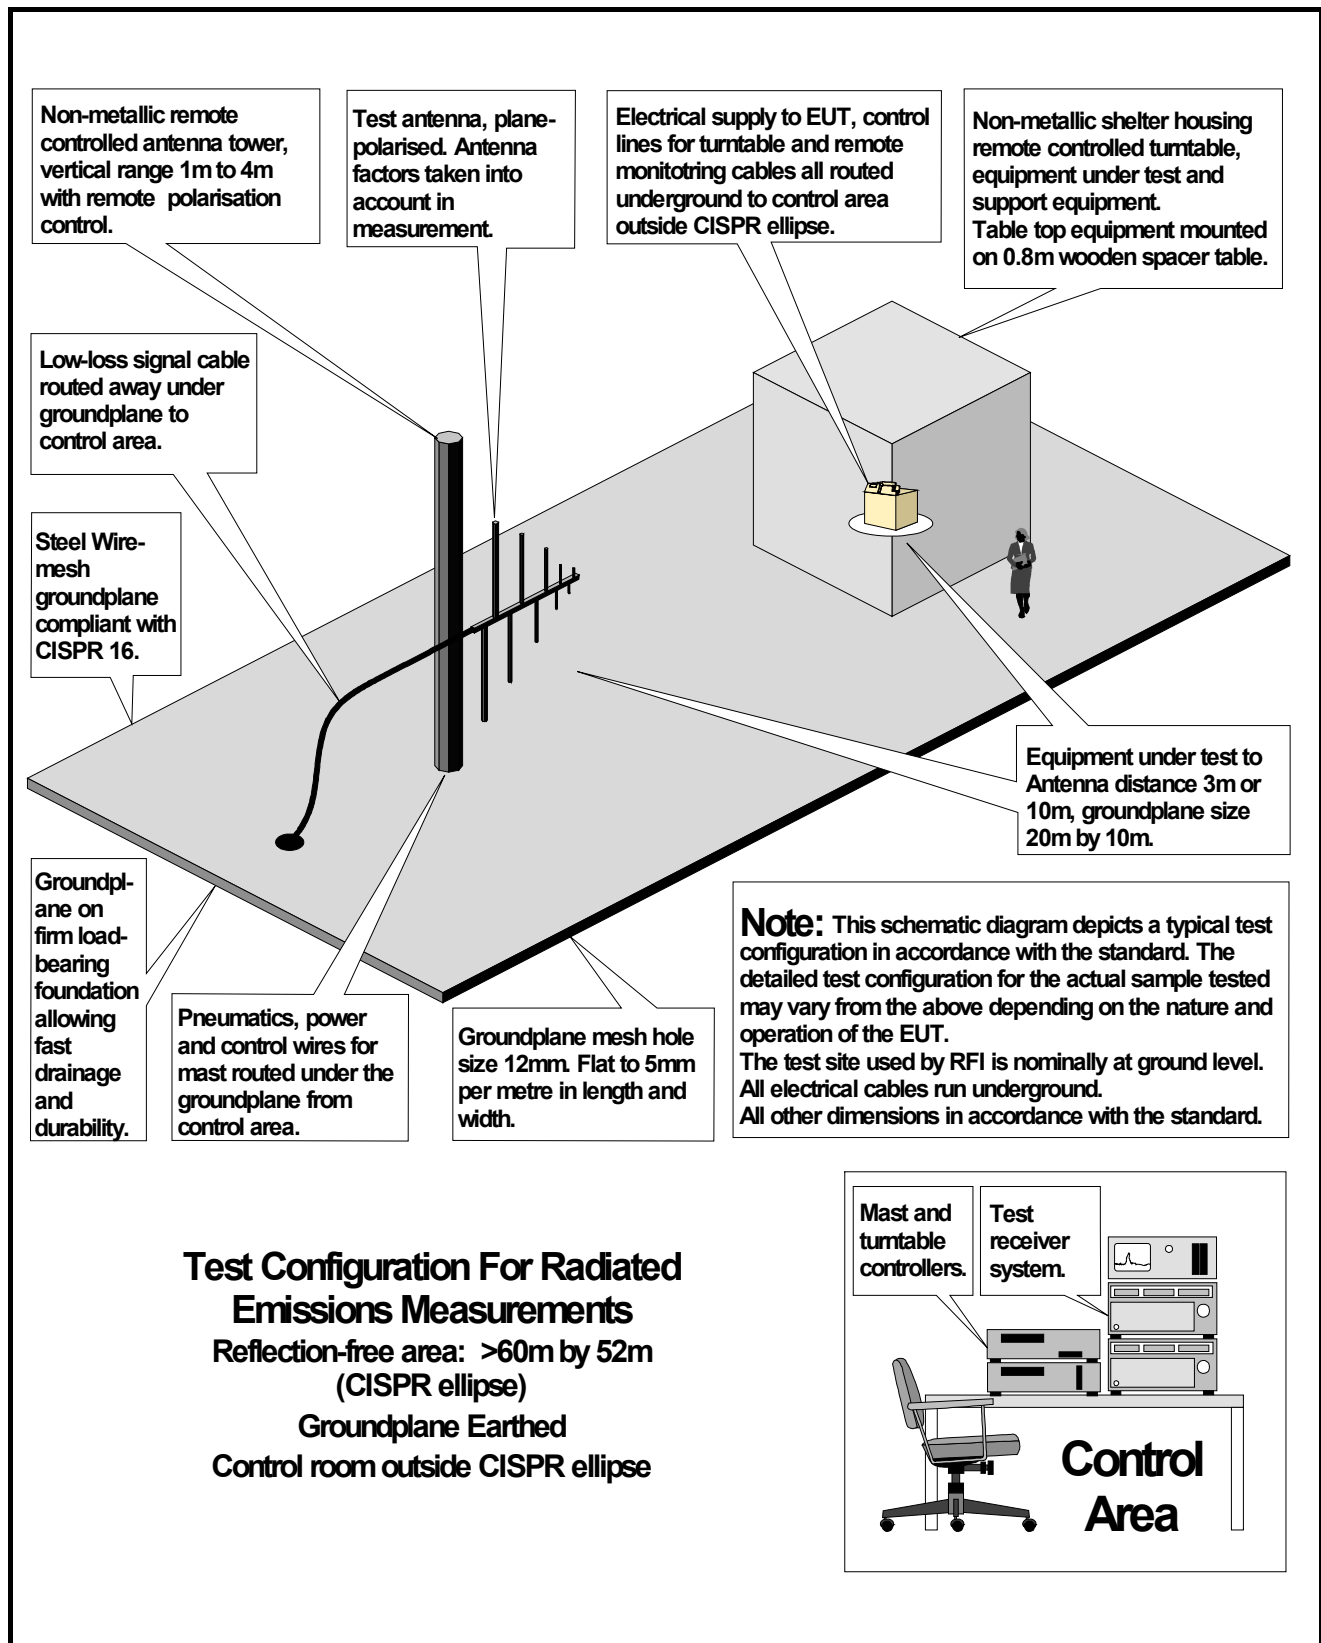 Non-metallic remote
controlled antenna tower,
vertical range 1m to 4m
with remote polarisation
control.
Test antenna, plane-
polarised. Antenna
factors taken into
account in
measurement.
Electrical supply to EUT, control
lines for turntable and remote
monitotring cables all routed
underground to control area
outside CISPR ellipse.
Non-metallic shelter housing
remote controlled turntable,
equipment under test and
support equipment.
Table top equipment mounted
on 0.8m wooden spacer table.
Low-loss signal cable
routed away under
groundplane to
control area.
Steel Wire-
mesh
groundplane
compliant with
CISPR 16.
Equipment under test to
Antenna distance 3m or
10m, groundplane size
20m by 10m.
Groundpl-
ane on
firm load-
bearing
foundation
allowing
fast
drainage
and
durability.
Pneumatics, power
and control wires for
mast routed under the
groundplane from
control area.
Groundplane mesh hole
size 12mm. Flat to 5mm
per metre in length and
width.
Note: This schematic diagram depicts a typical test
configuration in accordance with the standard. The
detailed test configuration for the actual sample tested
may vary from the above depending on the nature and
operation of the EUT.
The test site used by RFI is nominally at ground level.
All electrical cables run underground.
All other dimensions in accordance with the standard.
Test Configuration For Radiated
Emissions Measurements
Reflection-free area: >60m by 52m
(CISPR ellipse)
Groundplane Earthed
Control room outside CISPR ellipse
Mast and
turntable
controllers.
Test
receiver
system.
Control
Area